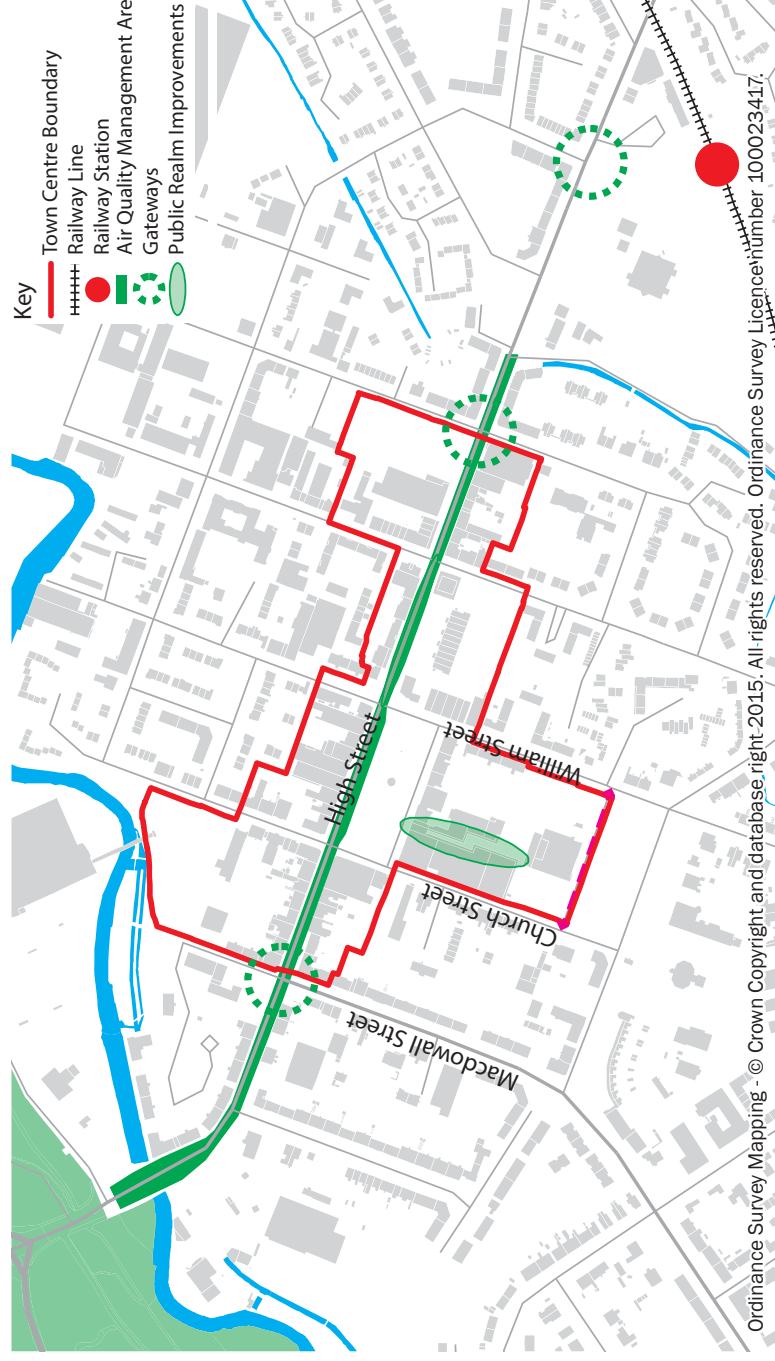 Key
Town Centre Boundary
Railway Line
Railway Station
Air Quality Management Are
Gateways
Public Realm Improvements
High Street
William Street
Church Street
Macdowall Street
Ordinance Survey Mapping - © Crown Copyright and database right 2015. All rights reserved. Ordinance Survey Licence number 100023417.